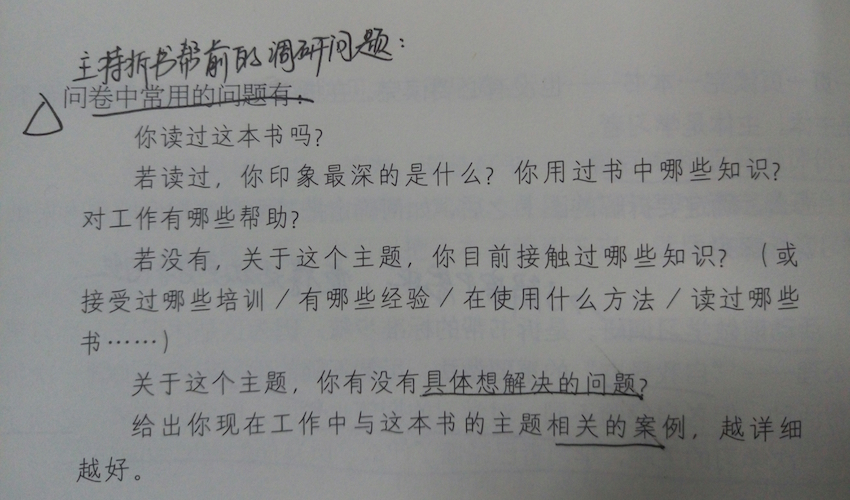 主持拆书帮前的调研问题：
问卷中常用的问题有：
你读过这本书吗？
若读过，你印象最深的是什么？你用过书中哪些知识？
对工作有哪些帮助？
若没有，关于这个主题，你目前接触过哪些知识？（或
接受过哪些培训／有哪些经验／在使用什么方法／读过哪些
书……）
关于这个主题，你有没有具体想解决的问题？
给出你现在工作中与这本书的主题相关的案例，越详细
越好。